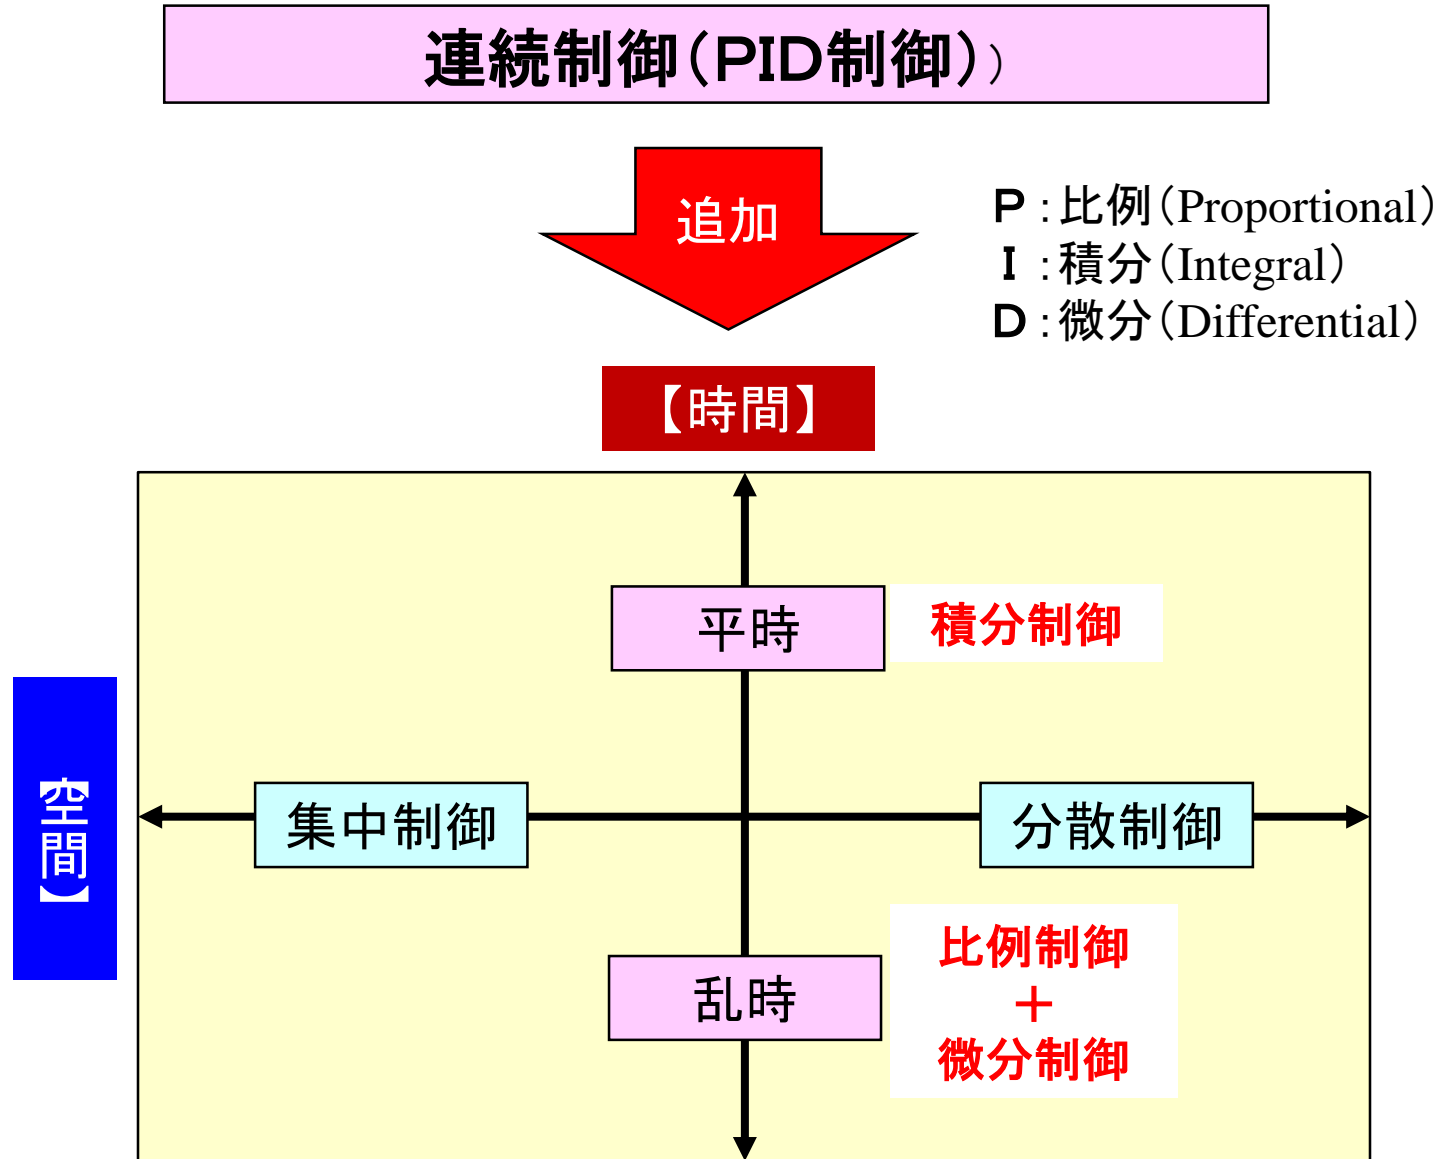 連続制御(PID制御))
追加
P:比例(Proportional)
I:積分(Integral)
D:微分(Differential)
【時間】
平時
積分制御
【空間】
集中制御
分散制御
乱時
比例制御
+
微分制御